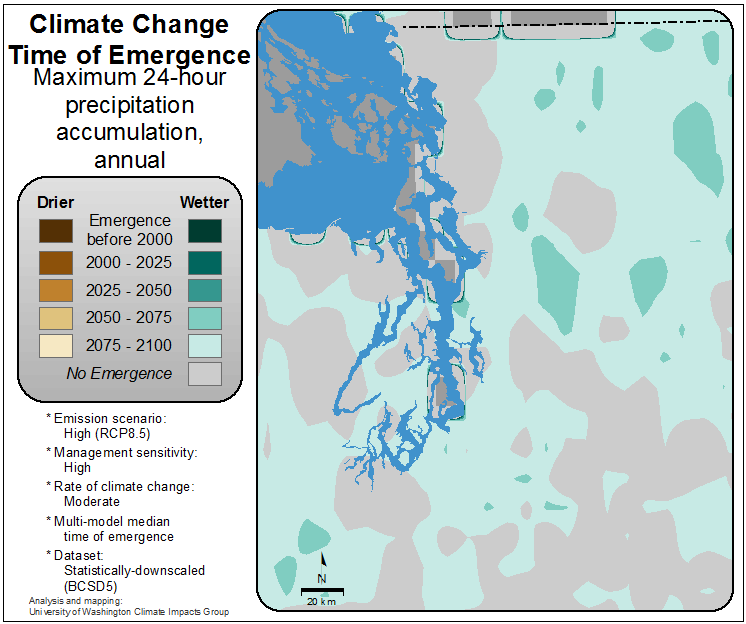 Climate Change
Time of Emergence
Maximum 24-hour
precipitation
accumulation,
annual
Drier
Wetter
Emergence
before 2000
2000 - 2025
2025 - 2050
2050 - 2075
2075 - 2100
No Emergence
* Emission scenario:
High (RCP8.5)
* Management sensitivity:
High
* Rate of climate change:
Moderate
* Multi-model median
time of emergence
* Dataset:
Statistically-downscaled
(BCSD5)
Analysis and mapping:
University of Washington Climate Impacts Group
N
20 km